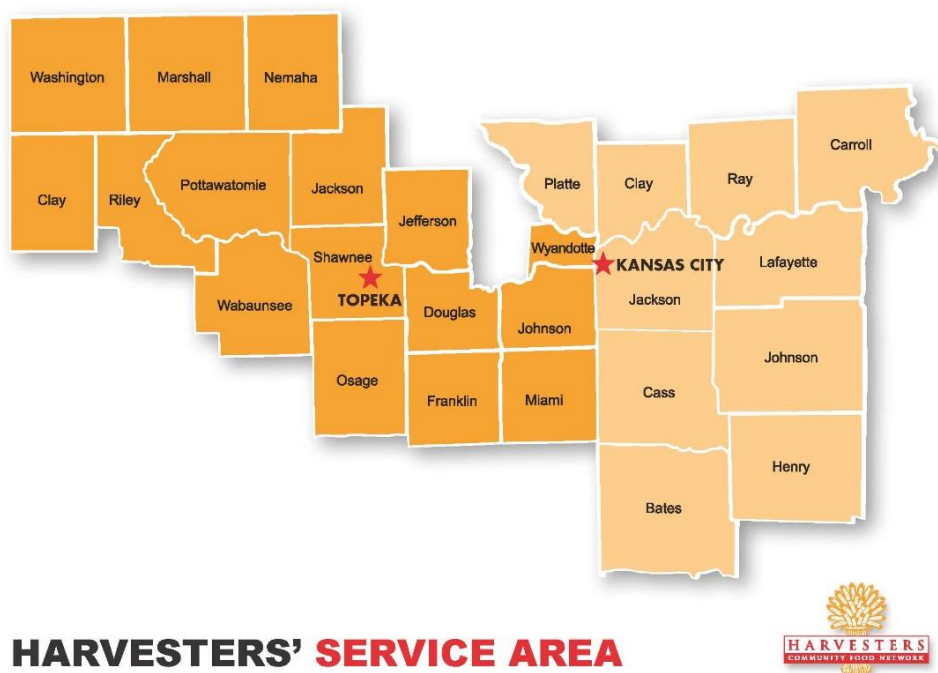 Washington
Marshall
Nemaha
Carroll
Clay
Riley
Pottawatomie
Jackson
Jefferson
Platte
Clay
Ray
Wyandotte
Shawnee
TOPEKA
KANSAS CITY
Lafayette
Wabaunsee
Douglas
Johnson
Jackson
Osage
Franklin
Miami
Cass
Johnson
Bates
Henry
HARVESTERS’ SERVICE AREA
HARVESTERS
COMMUNITY FOOD NETWORK